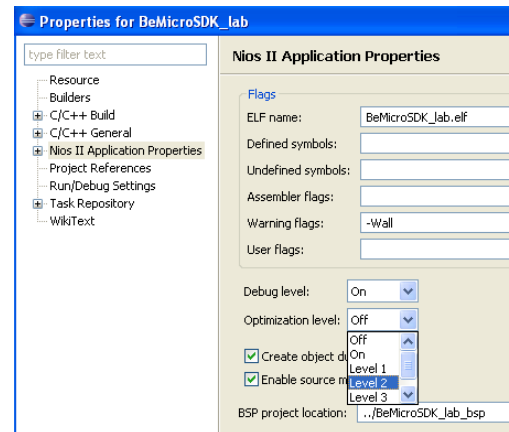 Properties for BeMicroSDK_lab
type filter text
Resource
Builders
C/C++ Build
C/C++ General
Nios II Application Properties
Project References
Run/Debug Settings
Task Repository
WikiText
Nios II Application Properties
Flags
ELF name: BeMicroSDK_lab.elf
Defined symbols:
Undefined symbols:
Assembler flags:
Warning flags: -Wall
User flags:
Debug level: On
Optimization level: Off
Off
On
Level 1
Level 2
Level 3
Create object du
Enable source m
BSP project location: ../BeMicroSDK_lab_bsp